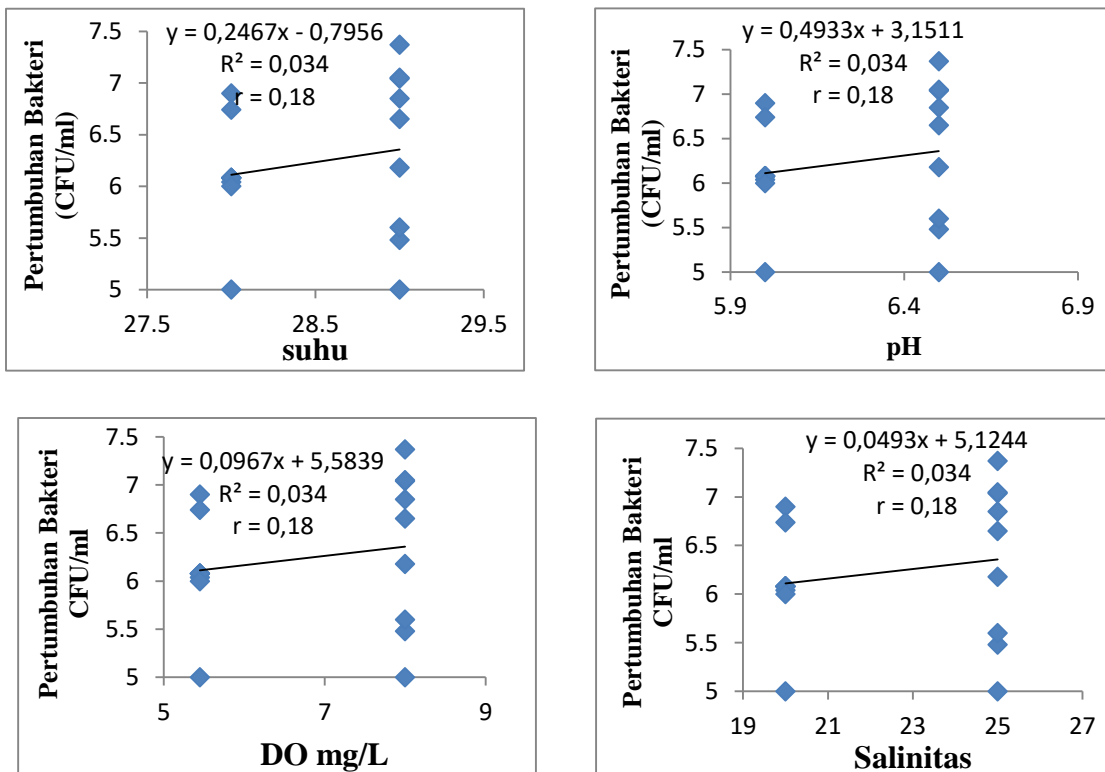 Pertumbuhan Bakteri
(CFU/ml)
y = 0,2467x - 0,7956
R² = 0,034
r = 0,18
7.5
7
6.5
6
5.5
5
27.5
28.5
29.5
suhu
Pertumbuhan Bakteri
(CFU/ml)
y = 0,4933x + 3,1511
R² = 0,034
r = 0,18
7.5
7
6.5
6
5.5
5
5.9
6.4
6.9
pH
Pertumbuhan Bakteri
CFU/ml
y = 0,0967x + 5,5839
R² = 0,034
r = 0,18
7.5
7
6.5
6
5.5
5
5
7
9
DO mg/L
Pertumbuhan Bakteri
CFU/ml
y = 0,0493x + 5,1244
R² = 0,034
r = 0,18
7.5
7
6.5
6
5.5
5
19
21
23
25
27
Salinitas